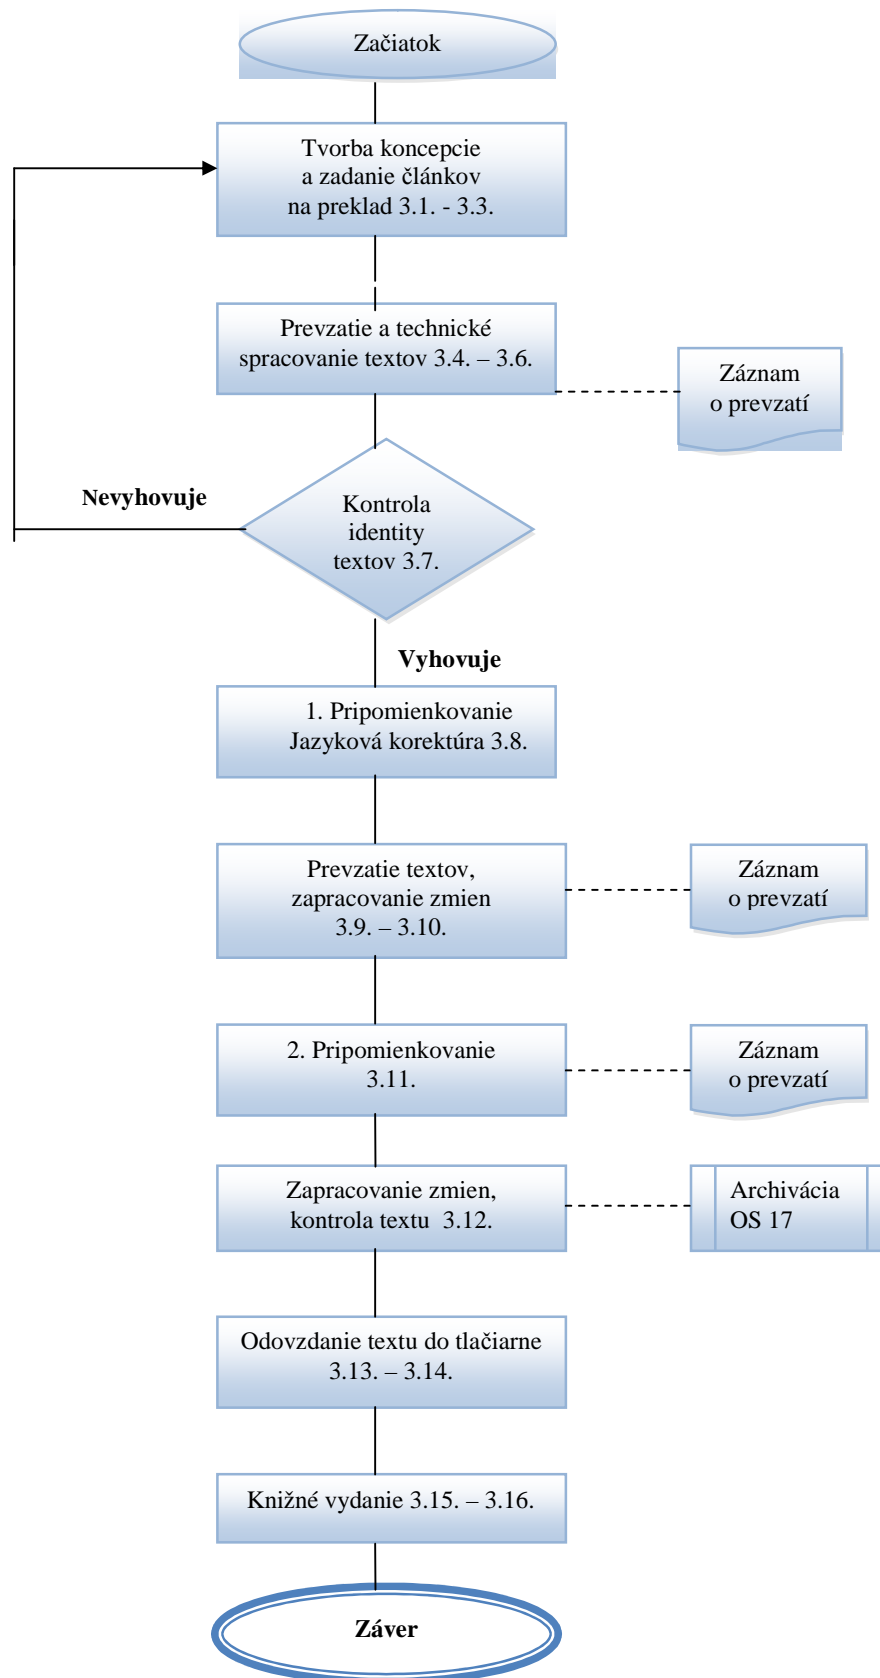 Začiatok
Tvorba koncepcie
a zadanie článkov
na preklad 3.1. - 3.3.
Prevzatie a technické
spracovanie textov 3.4. – 3.6.
Záznam
o prevzatí
Nevyhovuje
Kontrola
identity
textov 3.7.
Vyhovuje
1. Pripomienkovanie
Jazyková korektúra 3.8.
Prevzatie textov,
zapracovanie zmien
3.9. – 3.10.
Záznam
o prevzatí
2. Pripomienkovanie
3.11.
Záznam
o prevzatí
Zapracovanie zmien,
kontrola textu 3.12.
Archivácia
OS 17
Odovzdanie textu do tlačiarne
3.13. – 3.14.
Knižné vydanie 3.15. – 3.16.
Záver